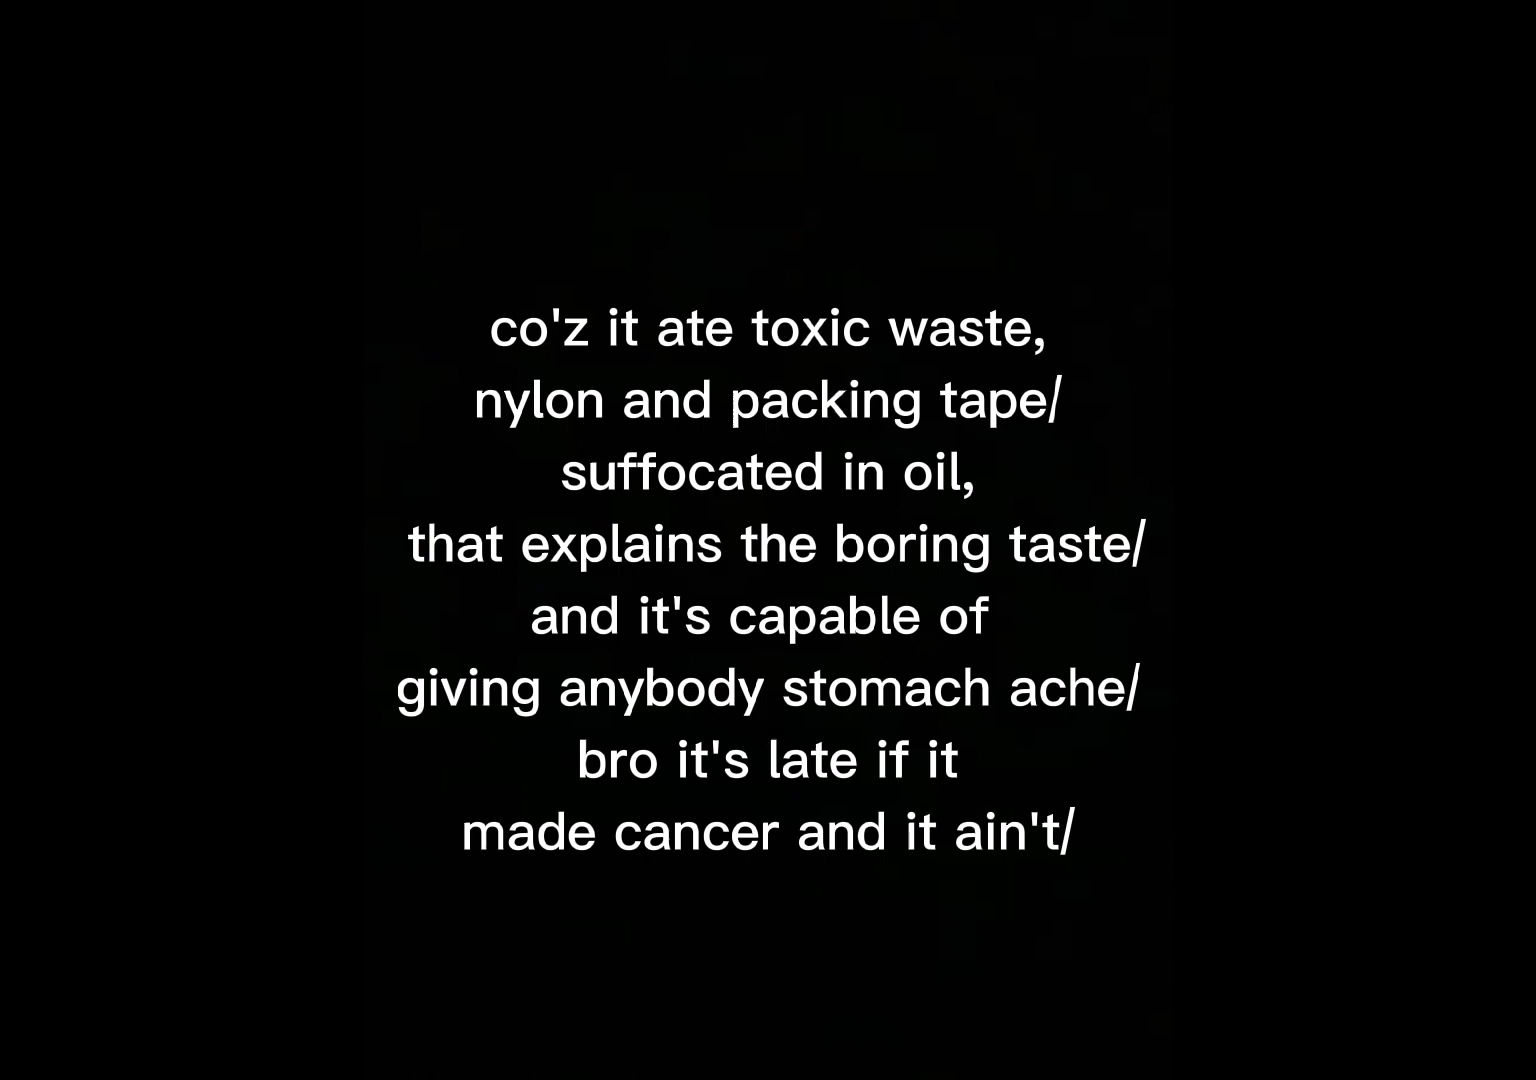 co'z it ate toxic waste,
nylon and packing tape/
suffocated in oil,
that explains the boring taste/
and it's capable of
giving anybody stomach ache/
bro it's late if it
made cancer and it ain't/